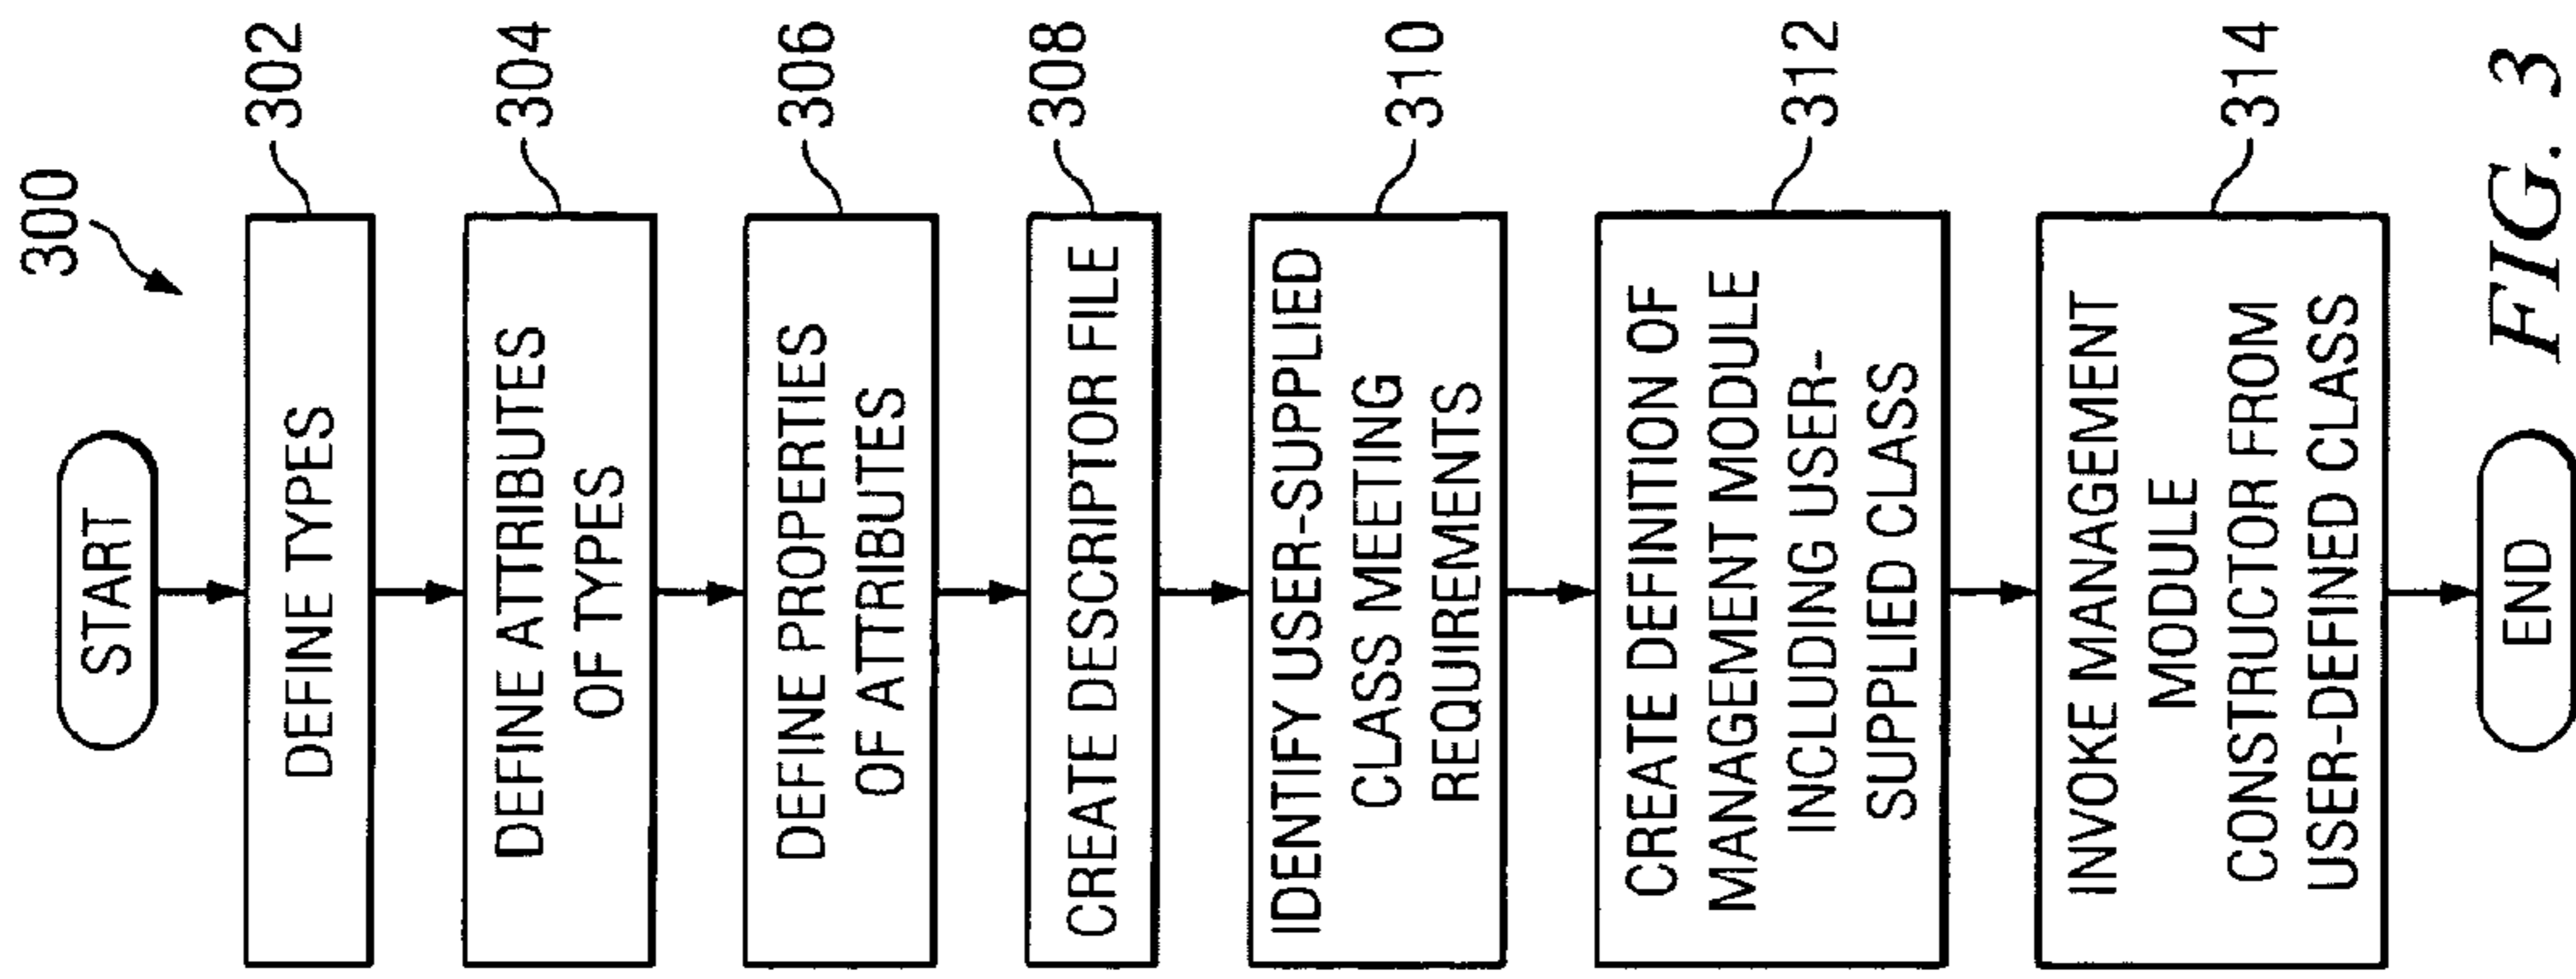 300
START
DEFINE TYPES
302
DEFINE ATTRIBUTES
OF TYPES
304
DEFINE PROPERTIES
OF ATTRIBUTES
306
CREATE DESCRIPTOR FILE
308
IDENTIFY USER-SUPPLIED
CLASS MEETING
REQUIREMENTS
310
CREATE DEFINITION OF
MANAGEMENT MODULE
INCLUDING USER-
SUPPLIED CLASS
312
INVOKE MANAGEMENT
MODULE
CONSTRUCTOR FROM
USER-DEFINED CLASS
314
END
FIG. 3